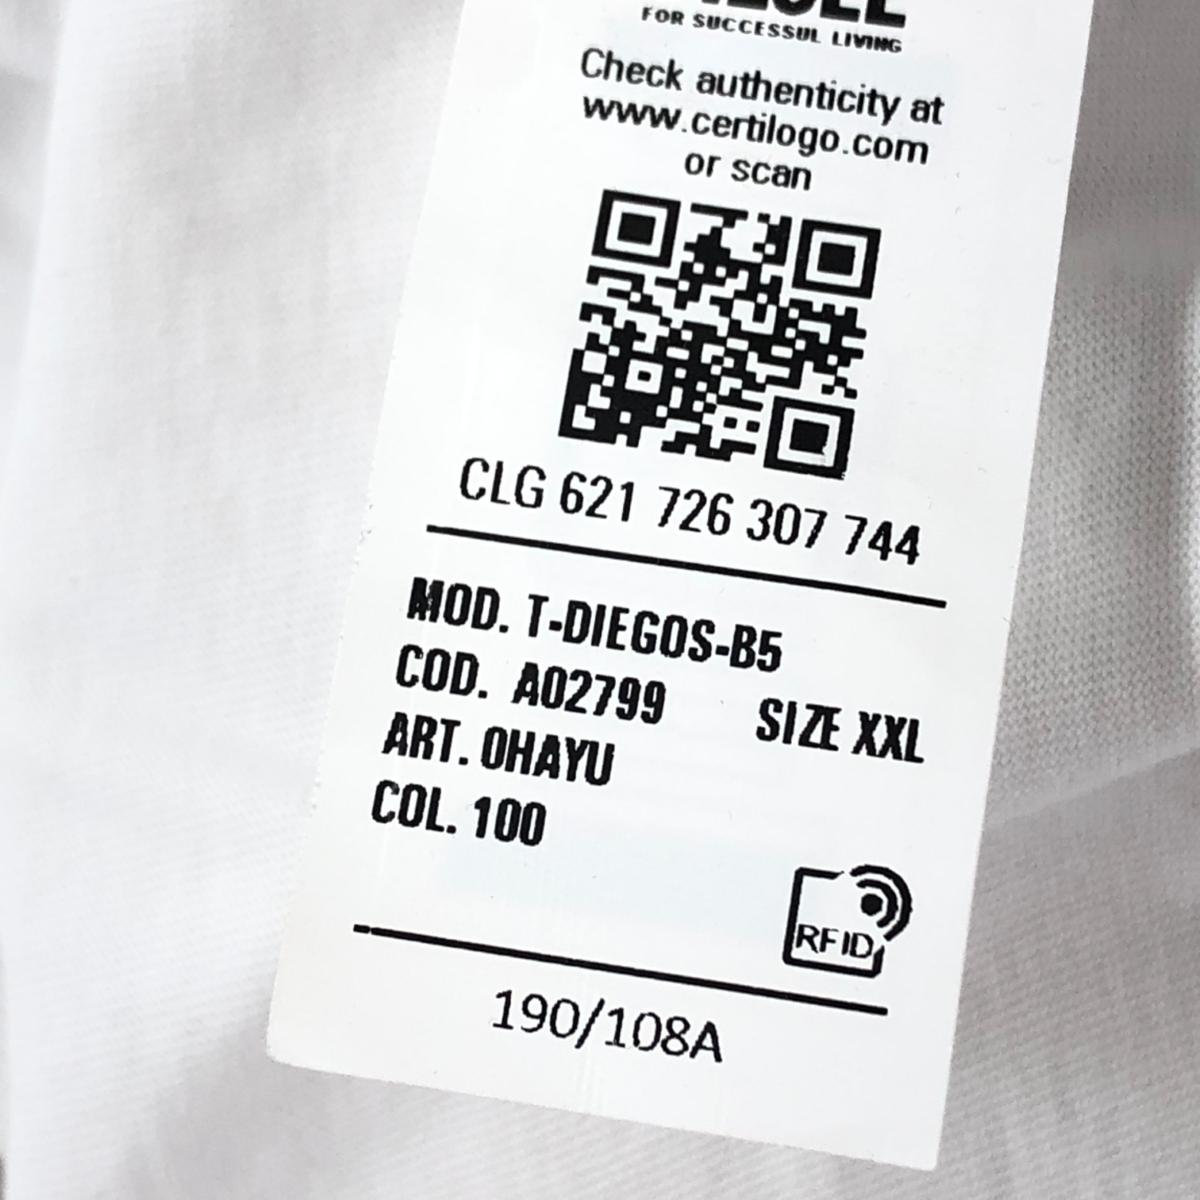 FOR SUCCESSUL LIVING
Check authenticity at
www.certilogo.com
or scan
CLG 621 726 307 744
MOD. T-DIEGOS-B5
COD. A02799 SIZE XXL
ART. 0HAYU
COL. 100
RFID
190/108A